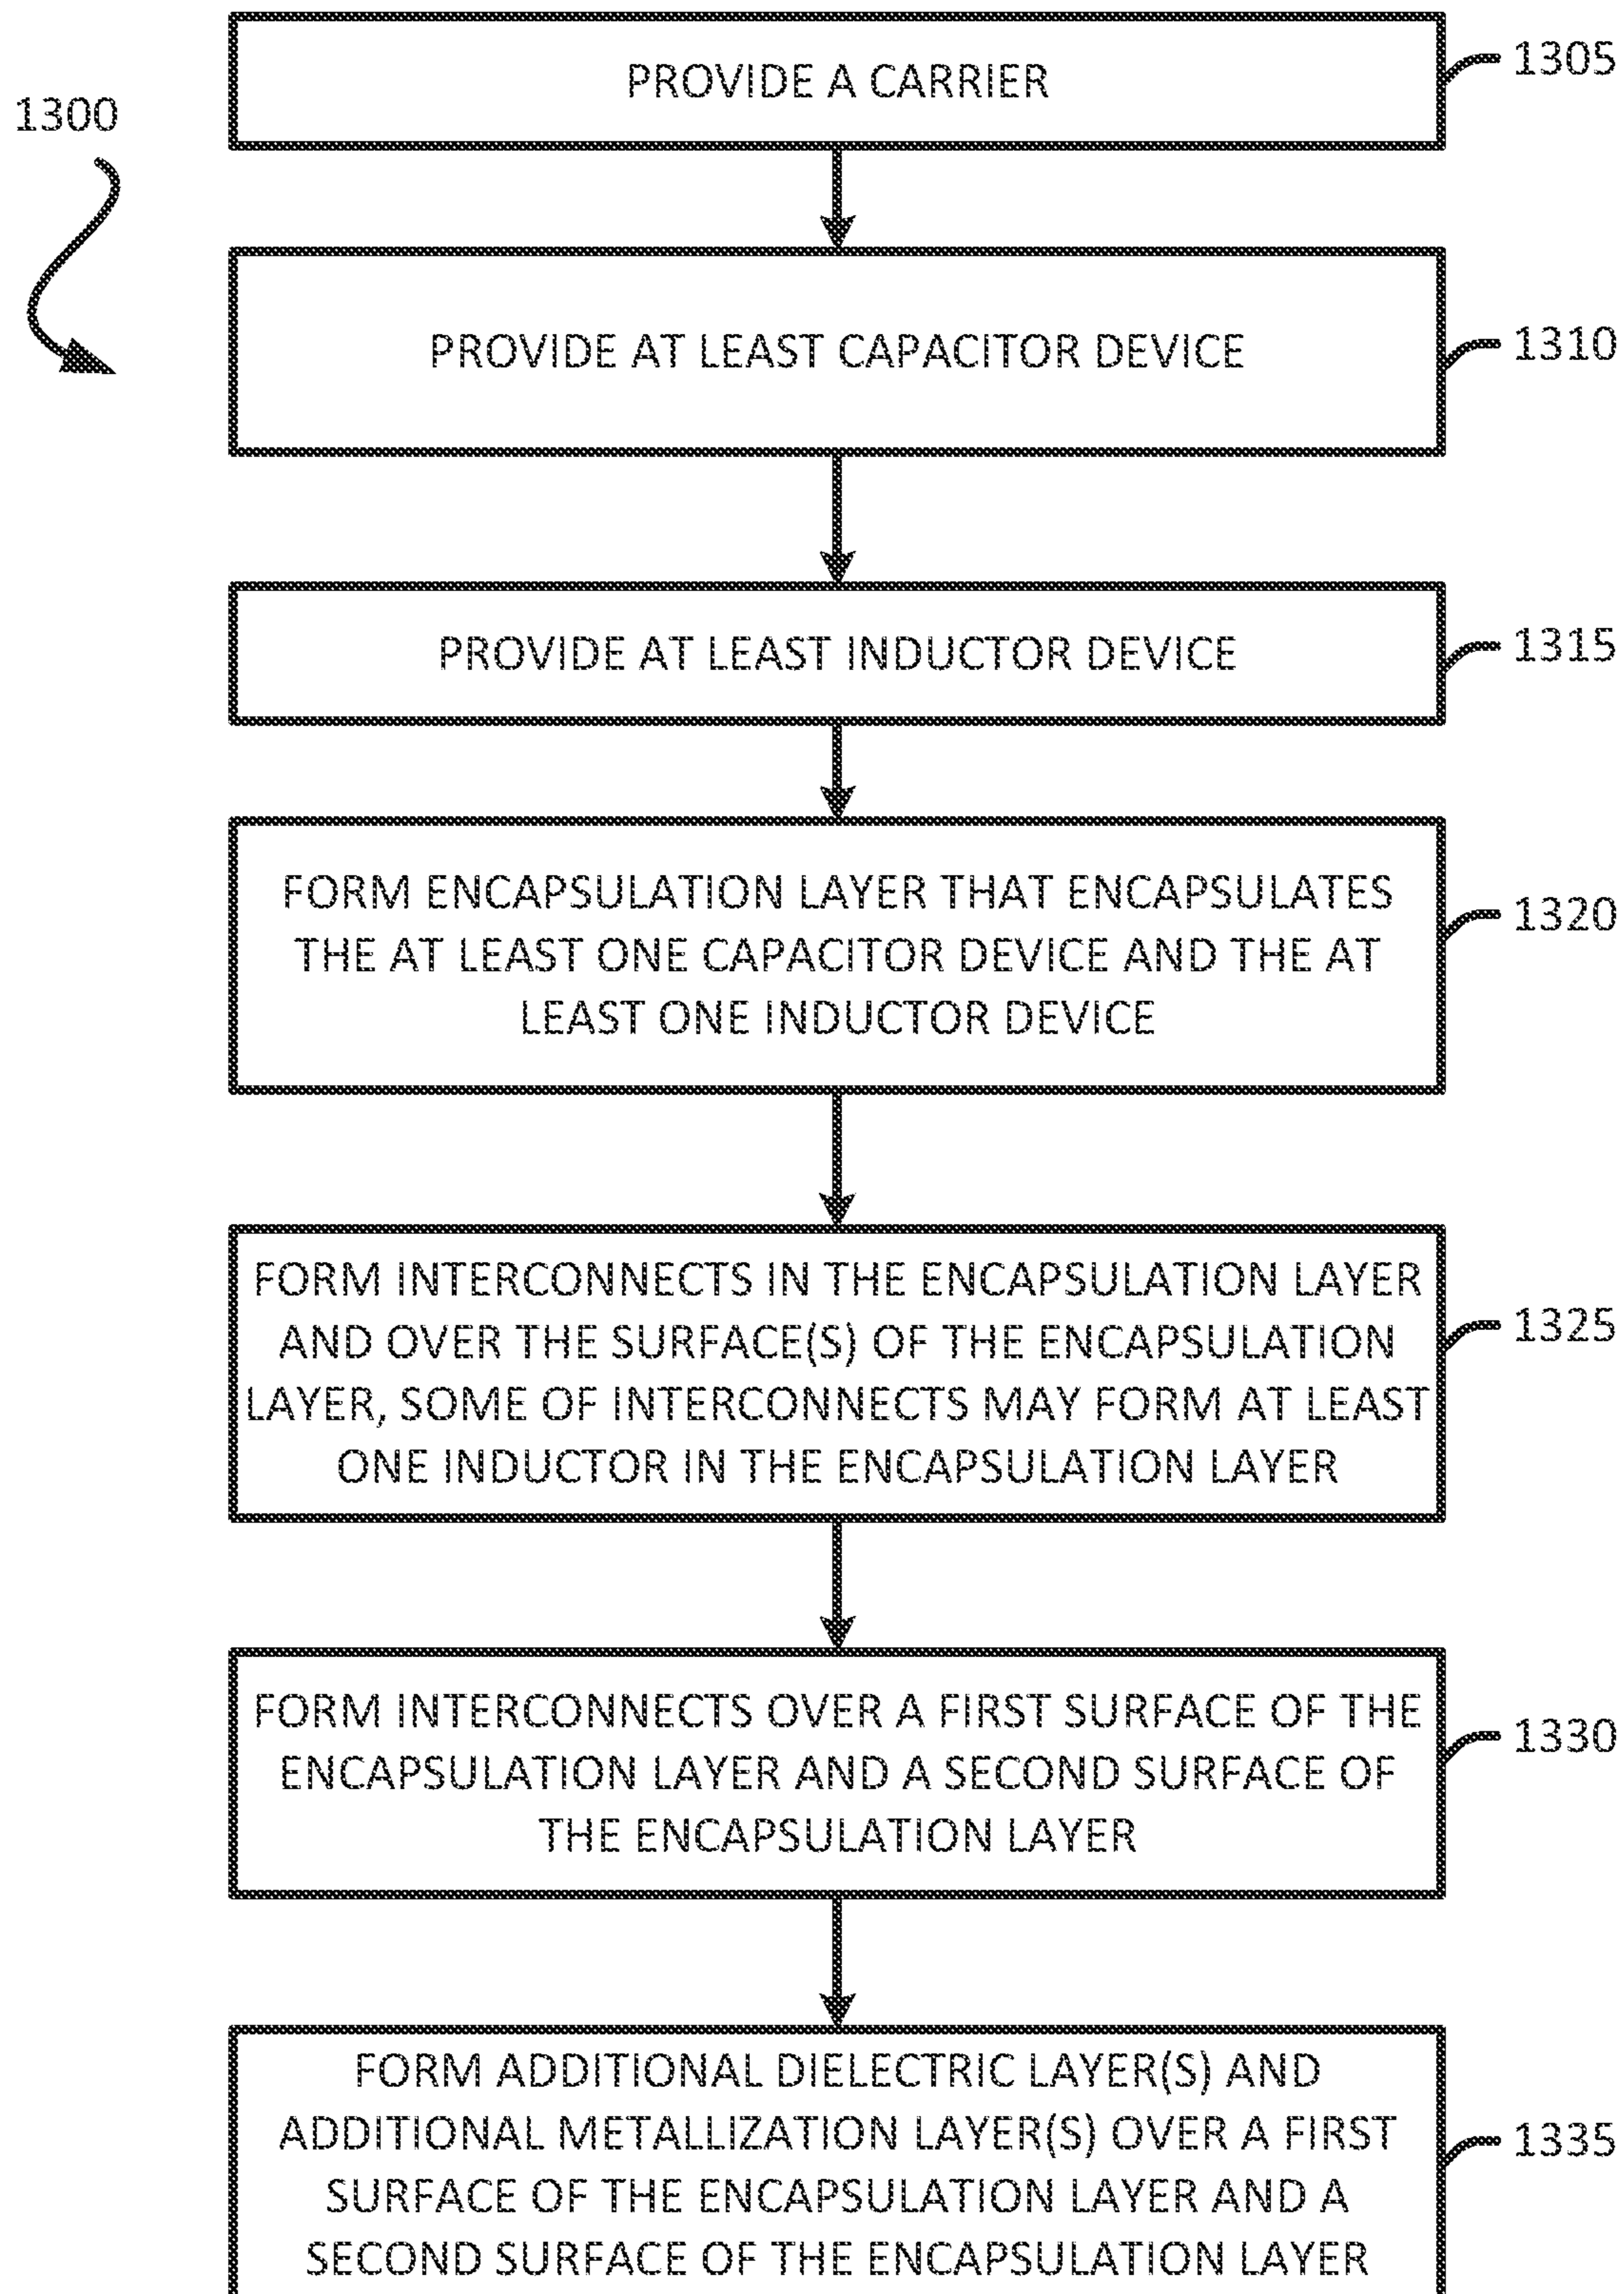 1300
PROVIDE A CARRIER
1305
PROVIDE AT LEAST CAPACITOR DEVICE
1310
PROVIDE AT LEAST INDUCTOR DEVICE
1315
FORM ENCAPSULATION LAYER THAT ENCAPSULATES
THE AT LEAST ONE CAPACITOR DEVICE AND THE AT
LEAST ONE INDUCTOR DEVICE
1320
FORM INTERCONNECTS IN THE ENCAPSULATION LAYER
AND OVER THE SURFACE(S) OF THE ENCAPSULATION
LAYER, SOME OF INTERCONNECTS MAY FORM AT LEAST
ONE INDUCTOR IN THE ENCAPSULATION LAYER
1325
FORM INTERCONNECTS OVER A FIRST SURFACE OF THE
ENCAPSULATION LAYER AND A SECOND SURFACE OF
THE ENCAPSULATION LAYER
1330
FORM ADDITIONAL DIELECTRIC LAYER(S) AND
ADDITIONAL METALLIZATION LAYER(S) OVER A FIRST
SURFACE OF THE ENCAPSULATION LAYER AND A
SECOND SURFACE OF THE ENCAPSULATION LAYER
1335